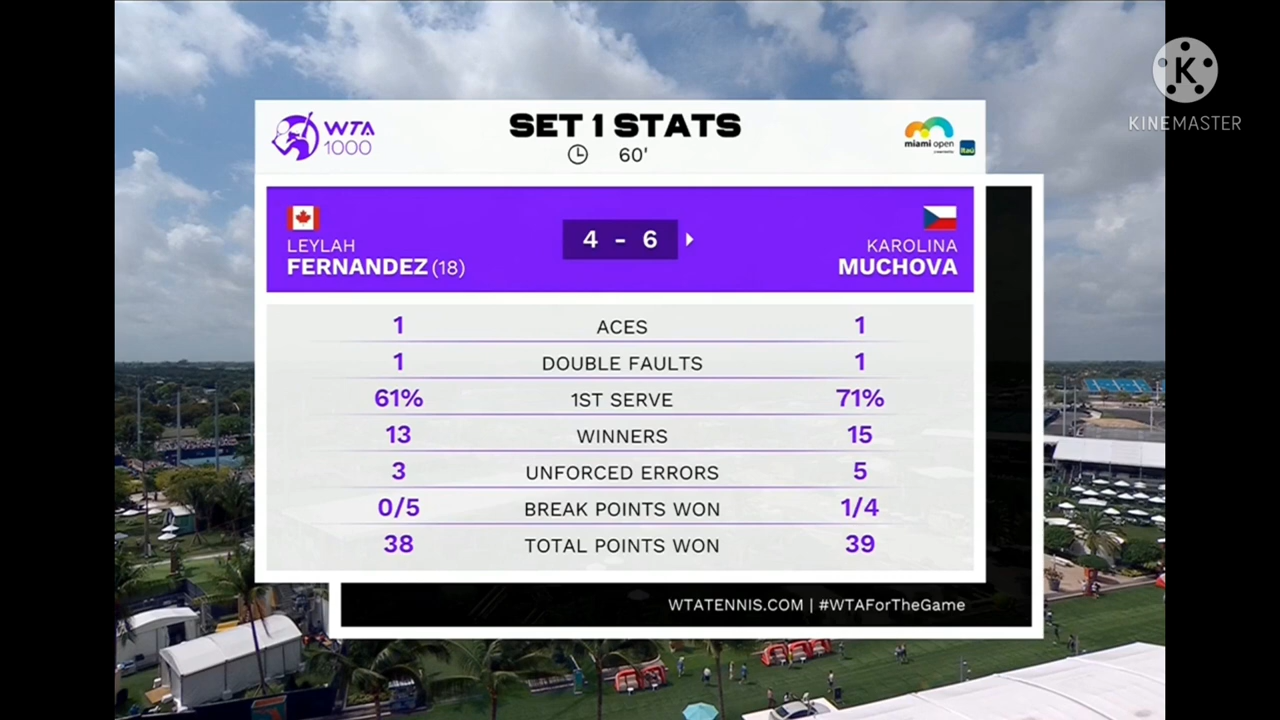 KINEMASTER
WTA
1000
SET 1 STATS
60'
miami open
Itaú
LEYLAH
FERNANDEZ (18)
4 - 6
KAROLINA
MUCHOVA
1 ACES 1
1 DOUBLE FAULTS 1
61% 1ST SERVE 71%
13 WINNERS 15
3 UNFORCED ERRORS 5
0/5 BREAK POINTS WON 1/4
38 TOTAL POINTS WON 39
WTATENNIS.COM | #WTAForTheGame